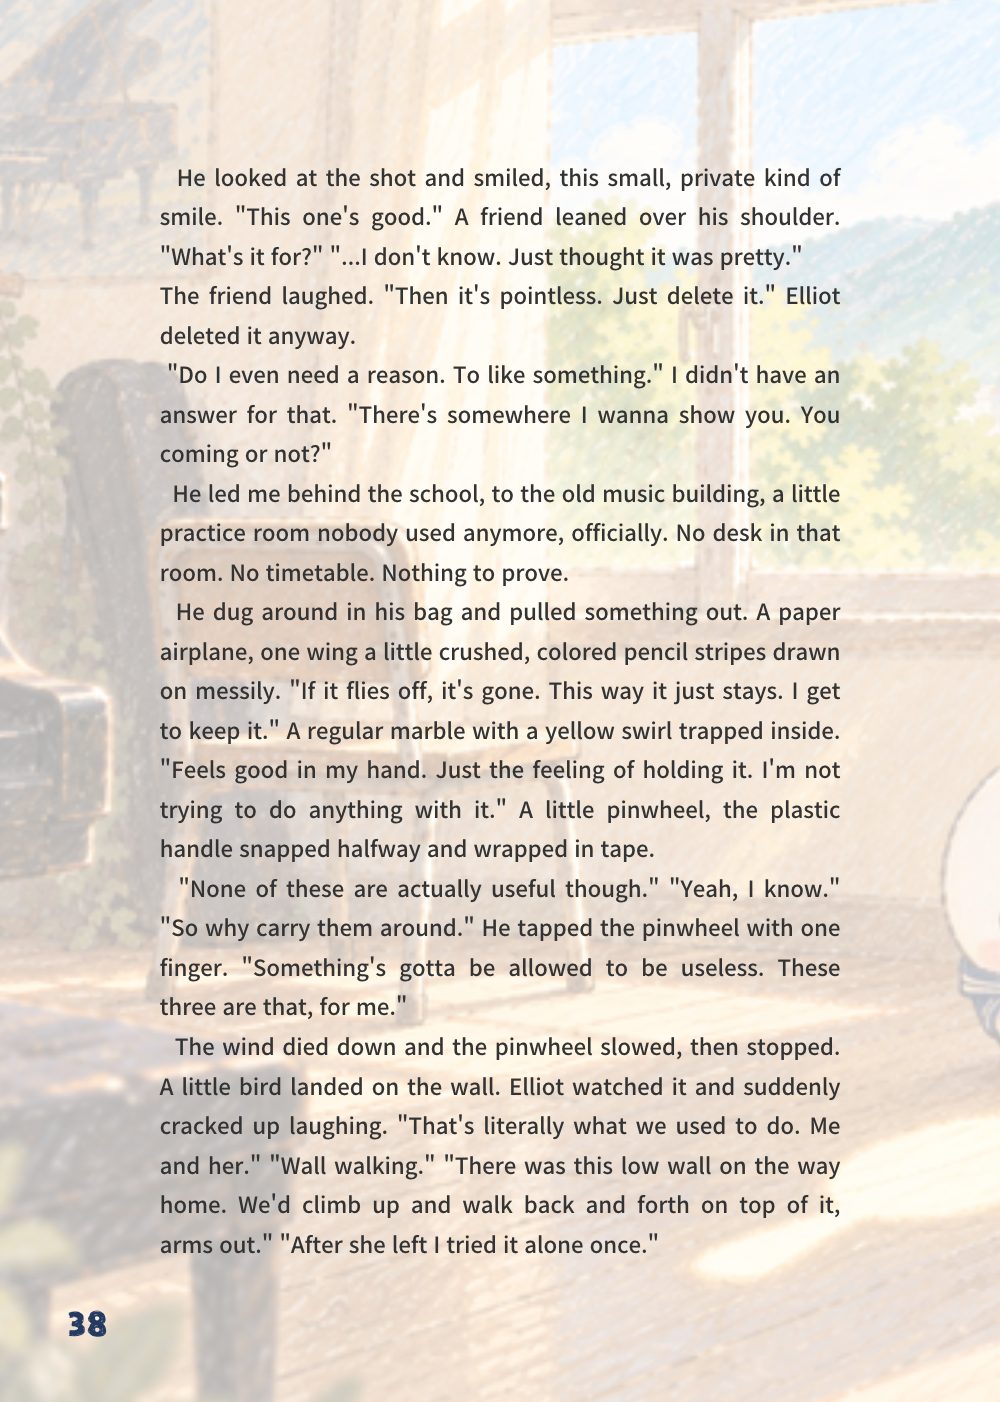 He looked at the shot and smiled, this small, private kind of
smile. "This one's good." A friend leaned over his shoulder.
"What's it for?" "...I don't know. Just thought it was pretty."
The friend laughed. "Then it's pointless. Just delete it." Elliot
deleted it anyway.
"Do I even need a reason. To like something." I didn't have an
answer for that. "There's somewhere I wanna show you. You
coming or not?"
He led me behind the school, to the old music building, a little
practice room nobody used anymore, officially. No desk in that
room. No timetable. Nothing to prove.
He dug around in his bag and pulled something out. A paper
airplane, one wing a little crushed, colored pencil stripes drawn
on messily. "If it flies off, it's gone. This way it just stays. I get
to keep it." A regular marble with a yellow swirl trapped inside.
"Feels good in my hand. Just the feeling of holding it. I'm not
trying to do anything with it." A little pinwheel, the plastic
handle snapped halfway and wrapped in tape.
"None of these are actually useful though." "Yeah, I know."
"So why carry them around." He tapped the pinwheel with one
finger. "Something's gotta be allowed to be useless. These
three are that, for me."
The wind died down and the pinwheel slowed, then stopped.
A little bird landed on the wall. Elliot watched it and suddenly
cracked up laughing. "That's literally what we used to do. Me
and her." "Wall walking." "There was this low wall on the way
home. We'd climb up and walk back and forth on top of it,
arms out." "After she left I tried it alone once."
38